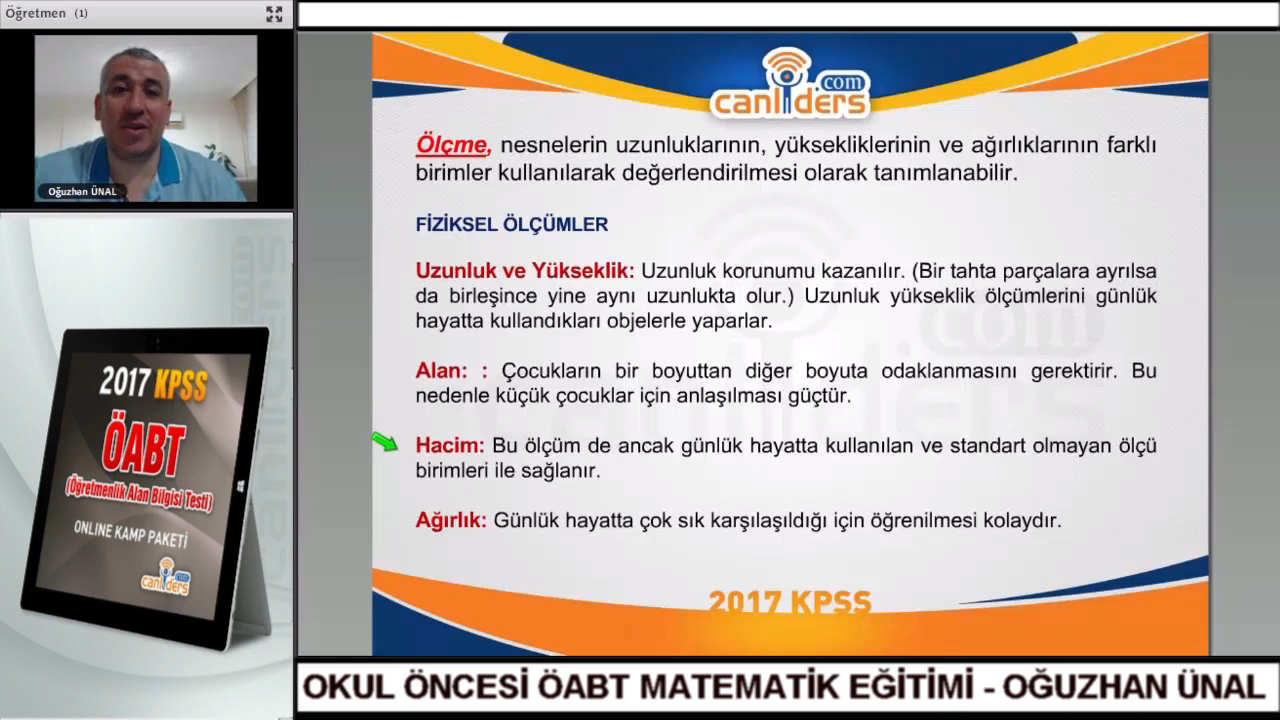 Öğretmen (1)
Oğuzhan ÜNAL
2017 KPSS
ÖABT
(Öğretmenlik Alan Bilgisi Testi)
ONLINE KAMP PAKETİ
canlıders com
canlıders com
Ölçme, nesnelerin uzunluklarının, yüksekliklerinin ve ağırlıklarının farklı
birimler kullanılarak değerlendirilmesi olarak tanımlanabilir.
FİZİKSEL ÖLÇÜMLER
Uzunluk ve Yükseklik: Uzunluk korunumu kazanılır. (Bir tahta parçalara ayrılsa
da birleşince yine aynı uzunlukta olur.) Uzunluk yükseklik ölçümlerini günlük
hayatta kullandıkları objelerle yaparlar.
Alan: : Çocukların bir boyuttan diğer boyuta odaklanmasını gerektirir. Bu
nedenle küçük çocuklar için anlaşılması güçtür.
Hacim: Bu ölçüm de ancak günlük hayatta kullanılan ve standart olmayan ölçü
birimleri ile sağlanır.
Ağırlık: Günlük hayatta çok sık karşılaşıldığı için öğrenilmesi kolaydır.
2017 KPSS
OKUL ÖNCESİ ÖABT MATEMATİK EĞİTİMİ - OĞUZHAN ÜNAL